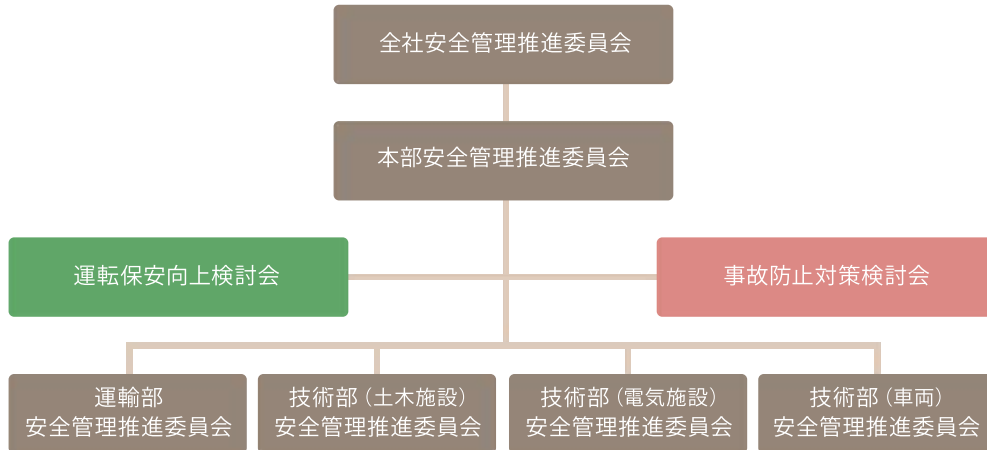 全社安全管理推進委員会
本部安全管理推進委員会
運転保安向上検討会
事故防止対策検討会
運輸部
安全管理推進委員会
技術部（土木施設）
安全管理推進委員会
技術部（電気施設）
安全管理推進委員会
技術部（車両）
安全管理推進委員会